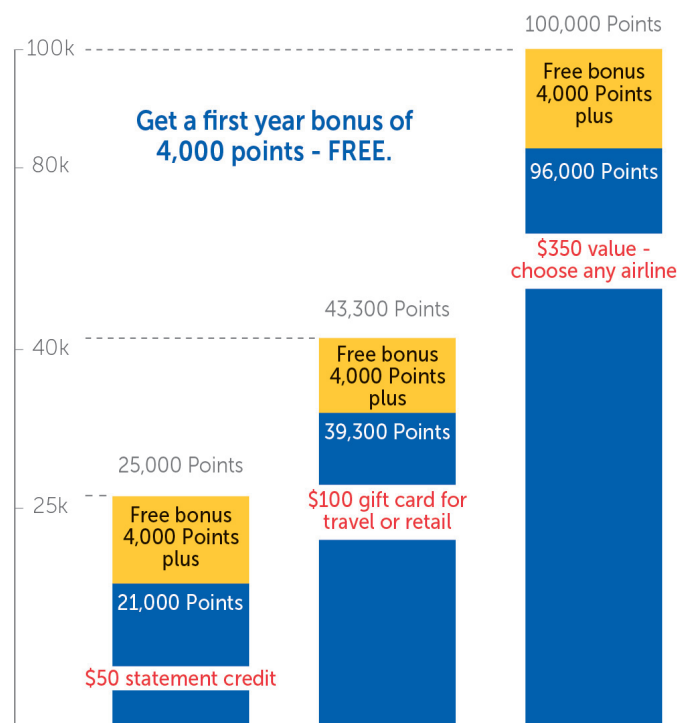 100,000 Points
100k
Free bonus
4,000 Points
plus
Get a first year bonus of
4,000 points - FREE.
80k
96,000 Points
$350 value -
choose any airline
43,300 Points
40k
Free bonus
4,000 Points
plus
39,300 Points
25,000 Points
$100 gift card for
travel or retail
25k
Free bonus
4,000 Points
plus
21,000 Points
$50 statement credit